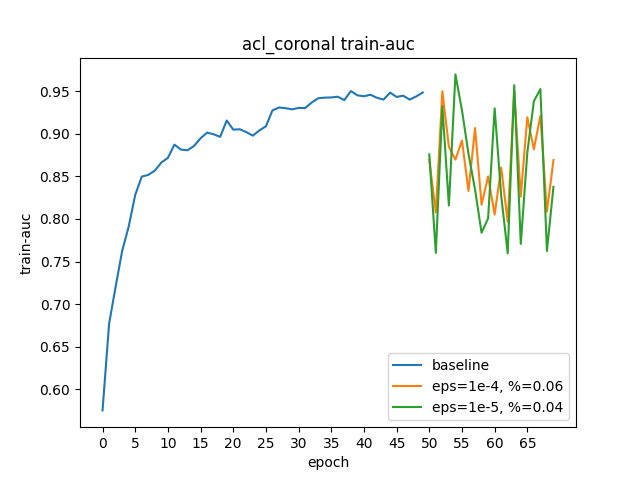 acl_coronal train-auc
train-auc
0.95
0.90
0.85
0.80
0.75
0.70
0.65
0.60
0 5 10 15 20 25 30 35 40 45 50 55 60 65
epoch
baseline
eps=1e-4, %=0.06
eps=1e-5, %=0.04